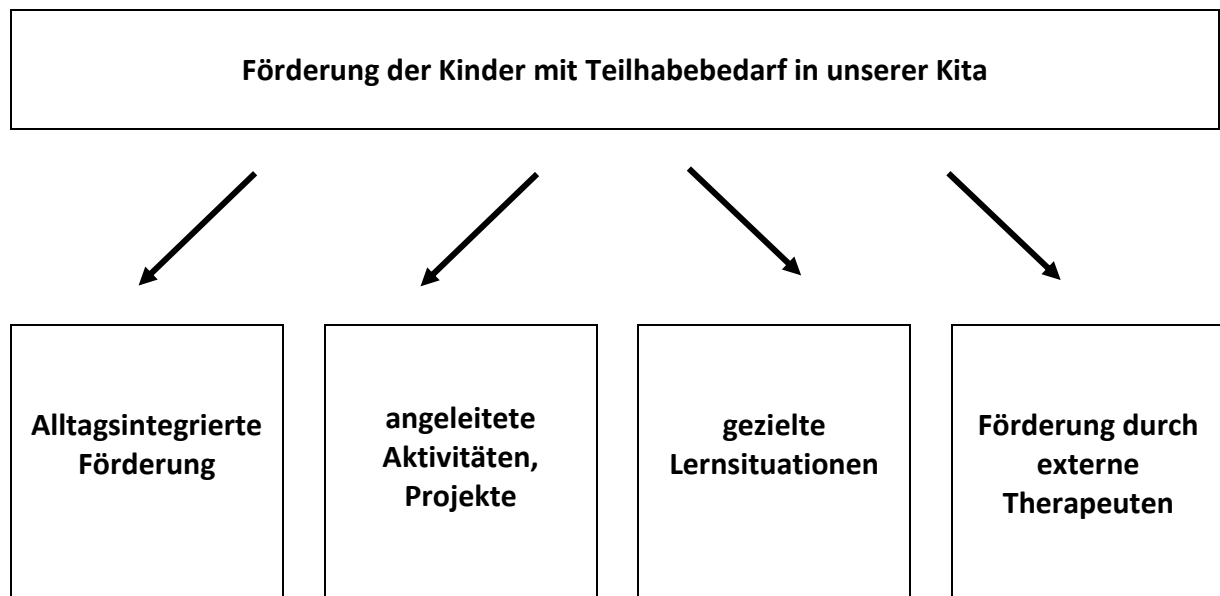 Förderung der Kinder mit Teilhabebedarf in unserer Kita
Alltagsintegrierte
Förderung
angeleitete
Aktivitäten,
Projekte
gezielte
Lernsituationen
Förderung durch
externe
Therapeuten